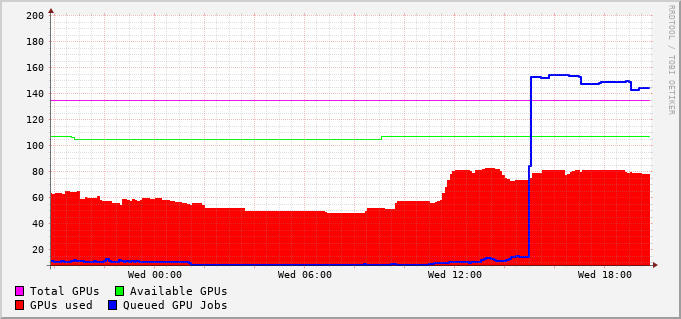 200
180
160
140
120
100
80
60
40
20
Wed 00:00 Wed 06:00 Wed 12:00 Wed 18:00
Total GPUs Available GPUs
GPUs used Queued GPU Jobs
RRDTOOL / TOBI OETIKER